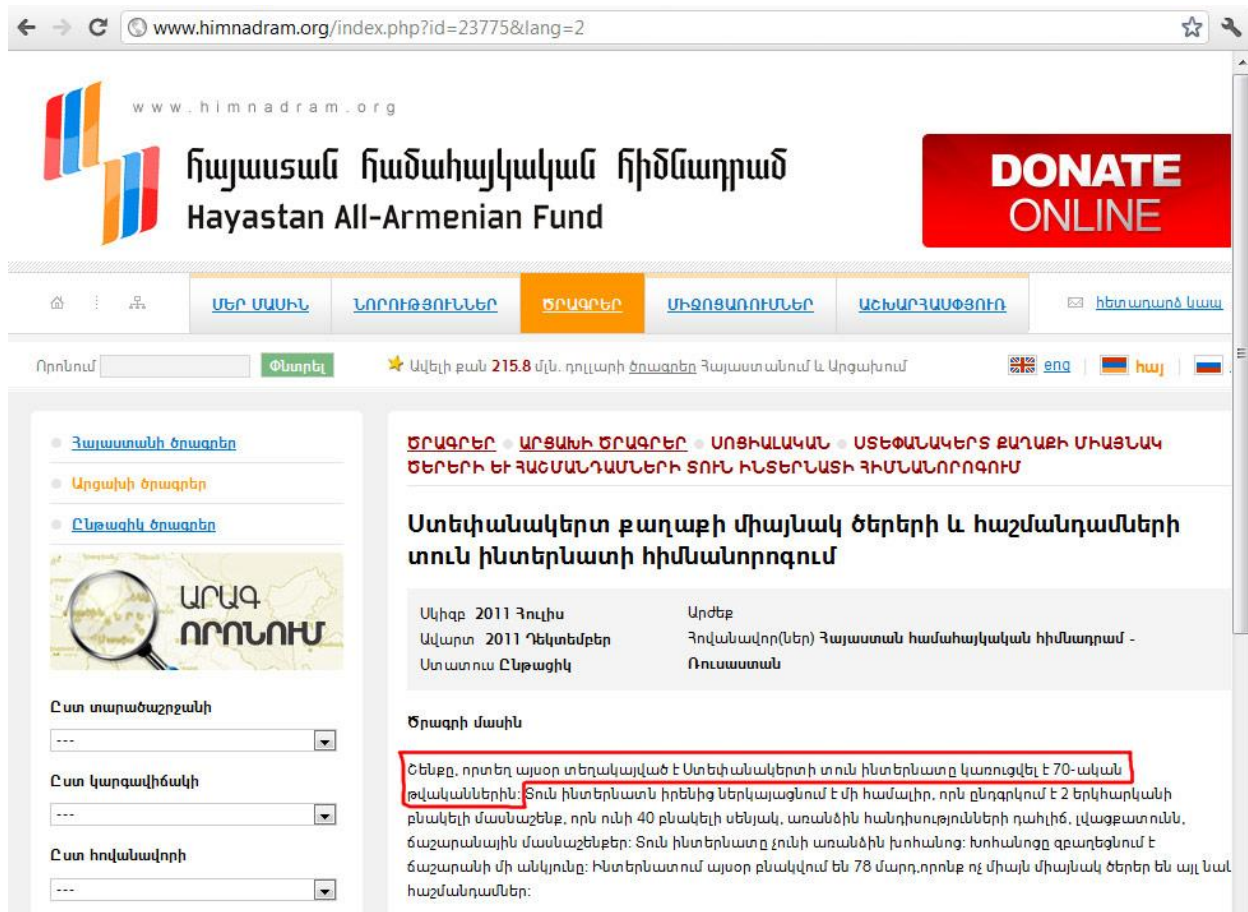 www.himnadram.org/index.php?id=23775&lang=2
www.himnadram.org
հայաստան համահայկական հիմնադրամ
Hayastan All-Armenian Fund
DONATE
ONLINE
ՄԵՐ ՄԱՍԻՆ ՆՈՐՈՒԹՅՈՒՆՆԵՐ ԾՐԱԳՐԵՐ ՄԻՋՈՑԱՌՈՒՄՆԵՐ ԱՇԽԱՐՀԱՍՓՅՈՒՌ հետադարձ կապ
Որոնում Փնտրել Ավելի քան 215.8 մլն. դոլլարի ծրագրեր Հայաստանում և Արցախում eng հայ
Հայաստանի ծրագրեր
Արցախի ծրագրեր
Ընթացիկ ծրագրեր
ԱՐԱԳ
ՈՐՈՆՈՒՄ
Ըստ տարածաշրջանի
---
Ըստ կարգավիճակի
---
Ըստ հովանավորի
---
ԾՐԱԳՐԵՐ ԱՐՑԱԽԻ ԾՐԱԳՐԵՐ ՍՈՑԻԱԼԱԿԱՆ ՍՏԵՓԱՆԱԿԵՐՏ ՔԱՂԱՔԻ ՄԻԱՅՆԱԿ
ԾԵՐԵՐԻ ԵՒ ՀԱՇՄԱՆԴԱՄՆԵՐԻ ՏՈՒՆ ԻՆՏԵՐՆԱՏԻ ՀԻՄՆԱՆՈՐՈԳՈՒՄ
Ստեփանակերտ քաղաքի միայնակ ծերերի և հաշմանդամների
տուն ինտերնատի հիմնանորոգում
Սկիզբ 2011 Հուլիս
Ավարտ 2011 Դեկտեմբեր
Ստատուս Ընթացիկ
Արժեք
Հովանավոր(ներ) Հայաստան համահայկական հիմնադրամ -
Ռուսաստան
Ծրագրի մասին
Շենքը, որտեղ այսօր տեղակայված է Ստեփանակերտի տուն ինտերնատը կառուցվել է 70-ական
թվականներին: Տուն ինտերնատն իրենից ներկայացնում է մի համալիր, որն ընդգրկում է 2 երկհարկանի
բնակելի մասնաշենք, որն ունի 40 բնակելի սենյակ, առանձին հանդիսությունների դահլիճ, լվացքատունն,
ճաշարանային մասնաշենքեր: Տուն ինտերնատը չունի առանձին խոհանոց: Խոհանոցը զբաղեցնում է
ճաշարանի մի անկյունը: Ինտերնատում այսօր բնակվում են 78 մարդ,որոնք ոչ միայն միայնակ ծերեր են այլ նաև
հաշմանդամներ: